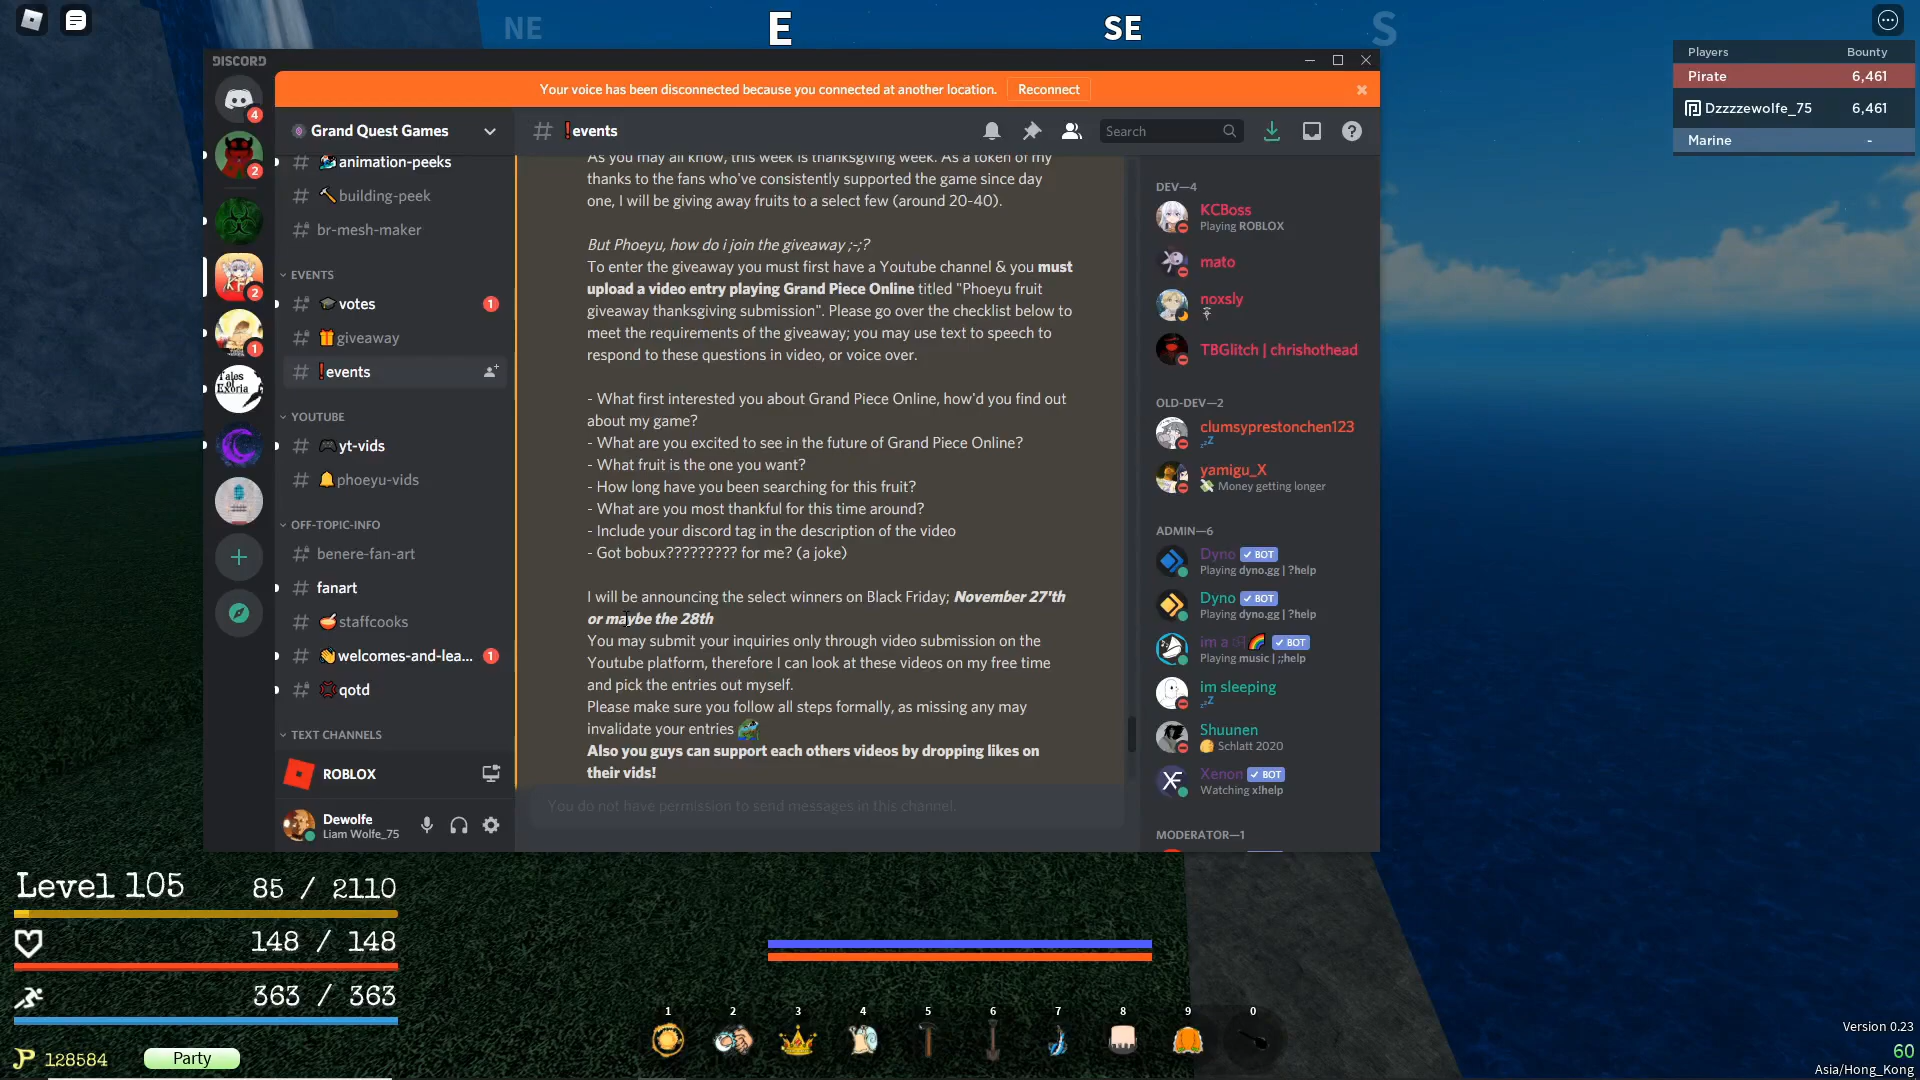 NE
E
SE
S
Players Bounty
Pirate 6,461
Dzzzzewolfe_75 6,461
Marine -
DISCORD
Your voice has been disconnected because you connected at another location. Reconnect
Grand Quest Games
# events
Search
4
2
2
1
Tales of Exoria
animation-peeks
building-peek
br-mesh-maker
EVENTS
votes 1
giveaway
events
YOUTUBE
yt-vids
phoeyu-vids
OFF-TOPIC-INFO
benere-fan-art
fanart
staffcooks
welcomes-and-lea... 1
qotd
TEXT CHANNELS
ROBLOX
Dewolfe
Liam Wolfe_75
As you may all know, this week is thanksgiving week. As a token of my
thanks to the fans who've consistently supported the game since day
one, I will be giving away fruits to a select few (around 20-40).
But Phoeyu, how do i join the giveaway ;-;?
To enter the giveaway you must first have a Youtube channel & you must
upload a video entry playing Grand Piece Online titled "Phoeyu fruit
giveaway thanksgiving submission". Please go over the checklist below to
meet the requirements of the giveaway; you may use text to speech to
respond to these questions in video, or voice over.
- What first interested you about Grand Piece Online, how'd you find out
about my game?
- What are you excited to see in the future of Grand Piece Online?
- What fruit is the one you want?
- How long have you been searching for this fruit?
- What are you most thankful for this time around?
- Include your discord tag in the description of the video
- Got bobux????????? for me? (a joke)
I will be announcing the select winners on Black Friday; November 27'th
or maybe the 28th
You may submit your inquiries only through video submission on the
Youtube platform, therefore I can look at these videos on my free time
and pick the entries out myself.
Please make sure you follow all steps formally, as missing any may
invalidate your entries
Also you guys can support each others videos by dropping likes on
their vids!
You do not have permission to send messages in this channel.
DEV—4
KCBoss
Playing ROBLOX
mato
noxsly
TBGlitch | chrishothead
OLD-DEV—2
clumsyprestonchen123
yamigu_X
Money getting longer
ADMIN—6
Dyno BOT
Playing dyno.gg | ?help
Dyno BOT
Playing dyno.gg | ?help
im a BOT
Playing music | ;;help
im sleeping
Shuunen
Schlatt 2020
Xenon BOT
Watching x!help
MODERATOR—1
Level 105 85 / 2110
148 / 148
363 / 363
128584 Party
1 2 3 4 5 6 7 8 9 0
Version 0.23
60
Asia/Hong_Kong